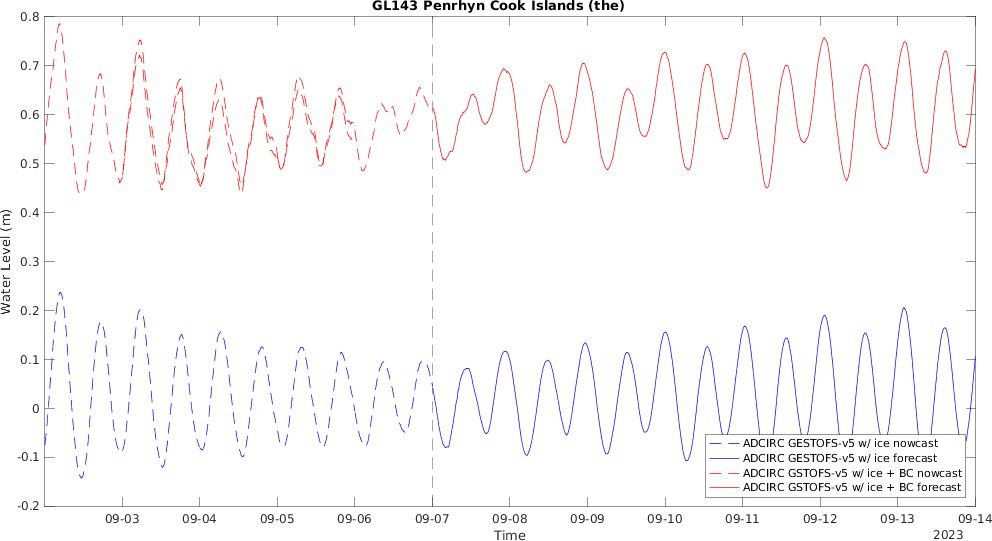 GL143 Penrhyn Cook Islands (the)
Water Level (m)
0.8
0.7
0.6
0.5
0.4
0.3
0.2
0.1
0
-0.1
-0.2
ADCIRC GESTOFS-v5 w/ ice nowcast
ADCIRC GESTOFS-v5 w/ ice forecast
ADCIRC GSTOFS-v5 w/ ice + BC nowcast
ADCIRC GSTOFS-v5 w/ ice + BC forecast
09-03 09-04 09-05 09-06 09-07 09-08 09-09 09-10 09-11 09-12 09-13 09-14
Time
2023